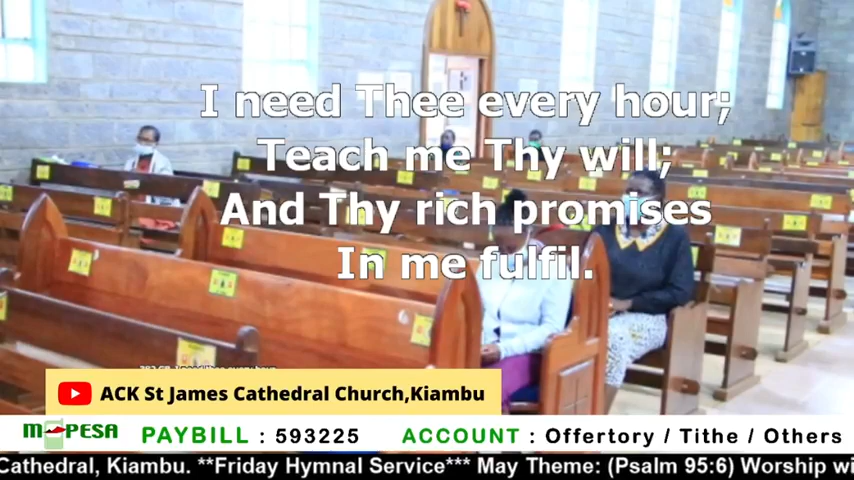 I need Thee every hour;
Teach me Thy will;
And Thy rich promises
In me fulfil.
ACK St James Cathedral Church,Kiambu
M-PESA PAYBILL : 593225 ACCOUNT : Offertory / Tithe / Others
Cathedral, Kiambu. **Friday Hymnal Service*** May Theme: (Psalm 95:6) Worship wi